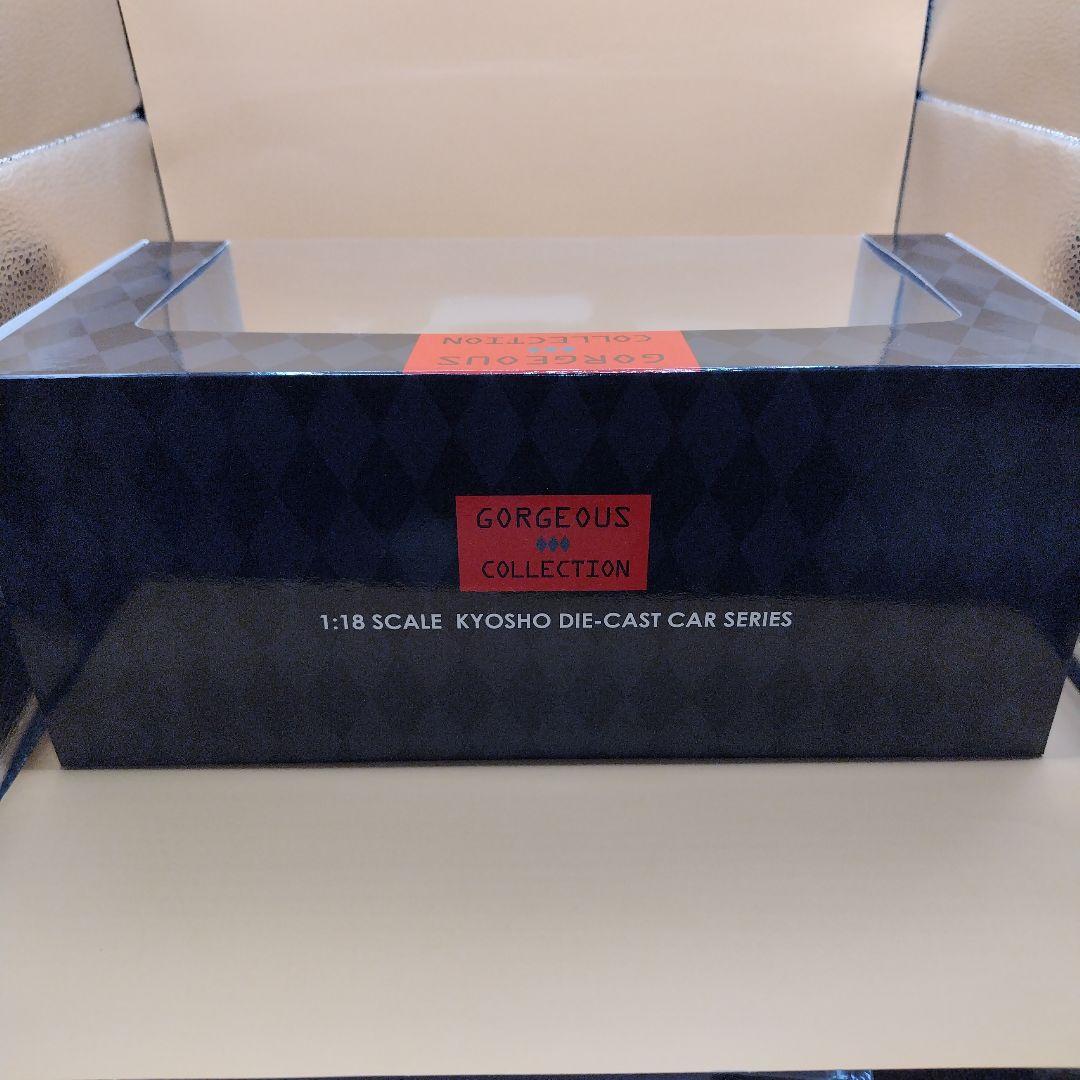 GORGEOUS
COLLECTION
GORGEOUS
COLLECTION
1:18 SCALE KYOSHO DIE-CAST CAR SERIES